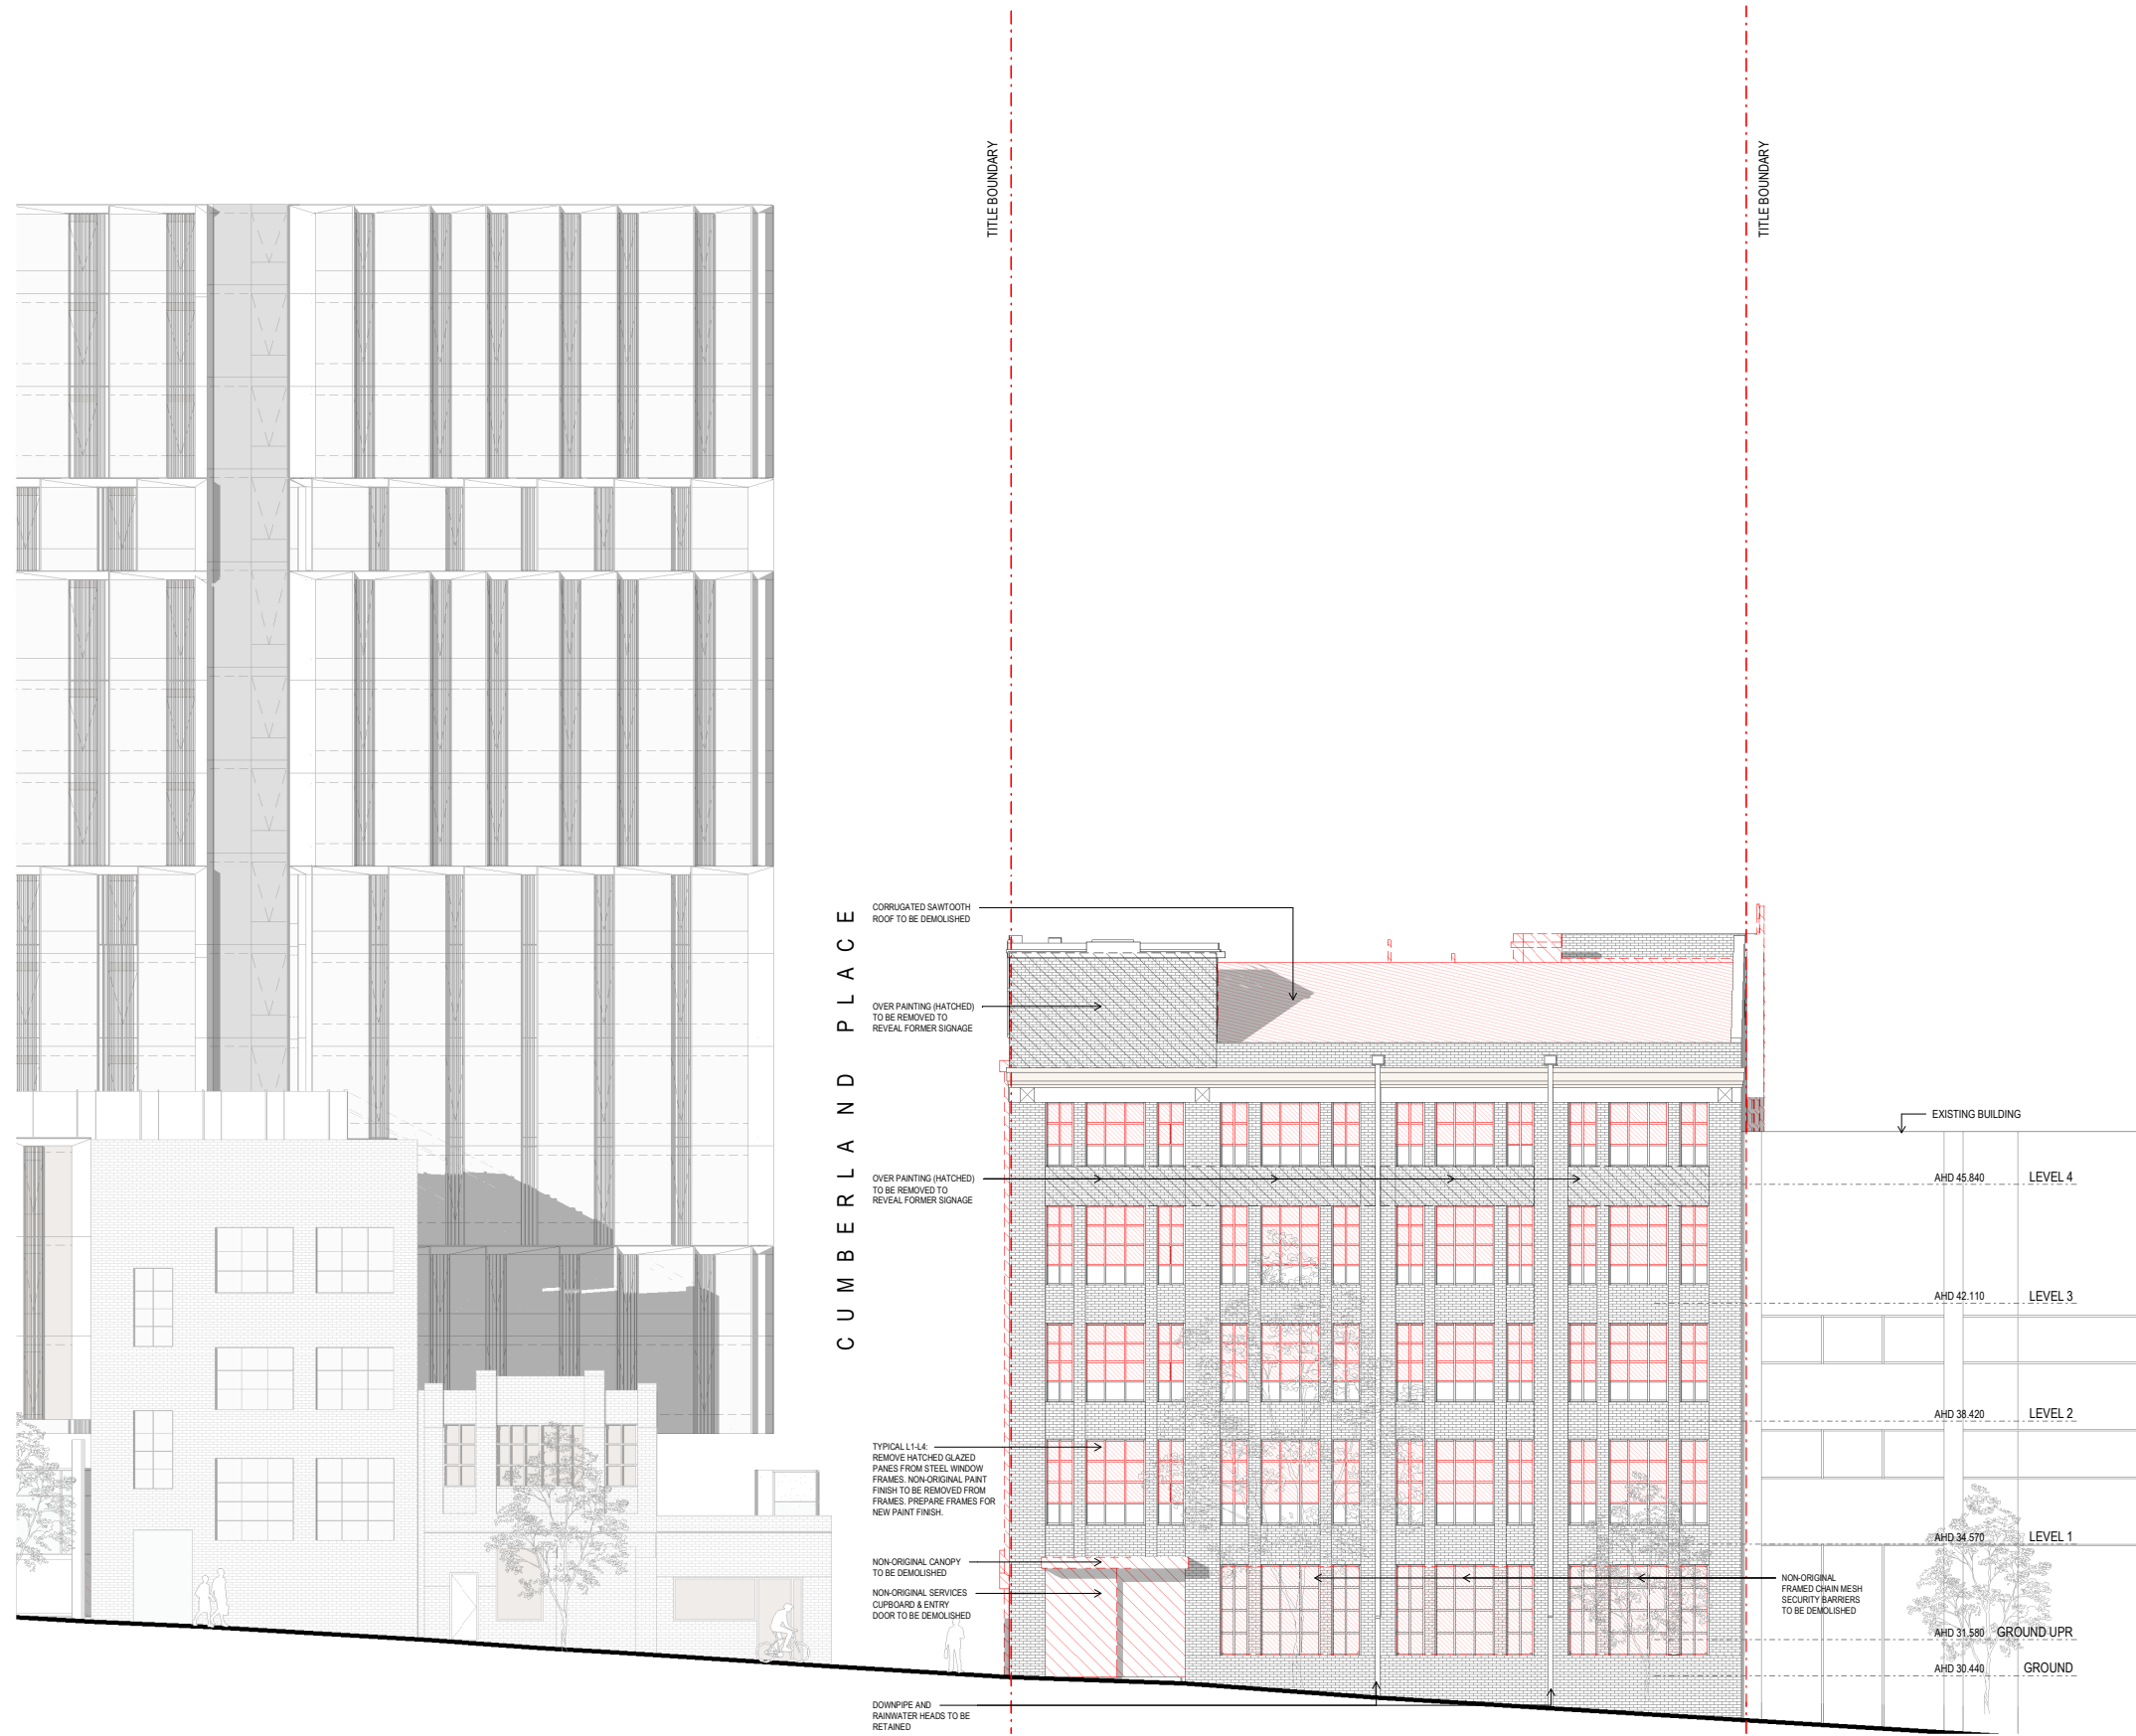 TITLE BOUNDARY
TITLE BOUNDARY
CUMBERLAND PLACE
CORRUGATED SAWTOOTH
ROOF TO BE DEMOLISHED
OVER PAINTING (HATCHED)
TO BE REMOVED TO
REVEAL FORMER SIGNAGE
OVER PAINTING (HATCHED)
TO BE REMOVED TO
REVEAL FORMER SIGNAGE
TYPICAL L1-L4:
REMOVE HATCHED GLAZED
PANES FROM STEEL WINDOW
FRAMES. NON-ORIGINAL PAINT
FINISH TO BE REMOVED FROM
FRAMES. PREPARE FRAMES FOR
NEW PAINT FINISH.
NON-ORIGINAL CANOPY
TO BE DEMOLISHED
NON-ORIGINAL SERVICES
CUPBOARD & ENTRY
DOOR TO BE DEMOLISHED
DOWNPIPE AND
RAINWATER HEADS TO BE
RETAINED
EXISTING BUILDING
AHD 45.840 LEVEL 4
AHD 42.110 LEVEL 3
AHD 38.420 LEVEL 2
AHD 34.570 LEVEL 1
NON-ORIGINAL
FRAMED CHAIN MESH
SECURITY BARRIERS
TO BE DEMOLISHED
AHD 31.580 GROUND UPR
AHD 30.440 GROUND